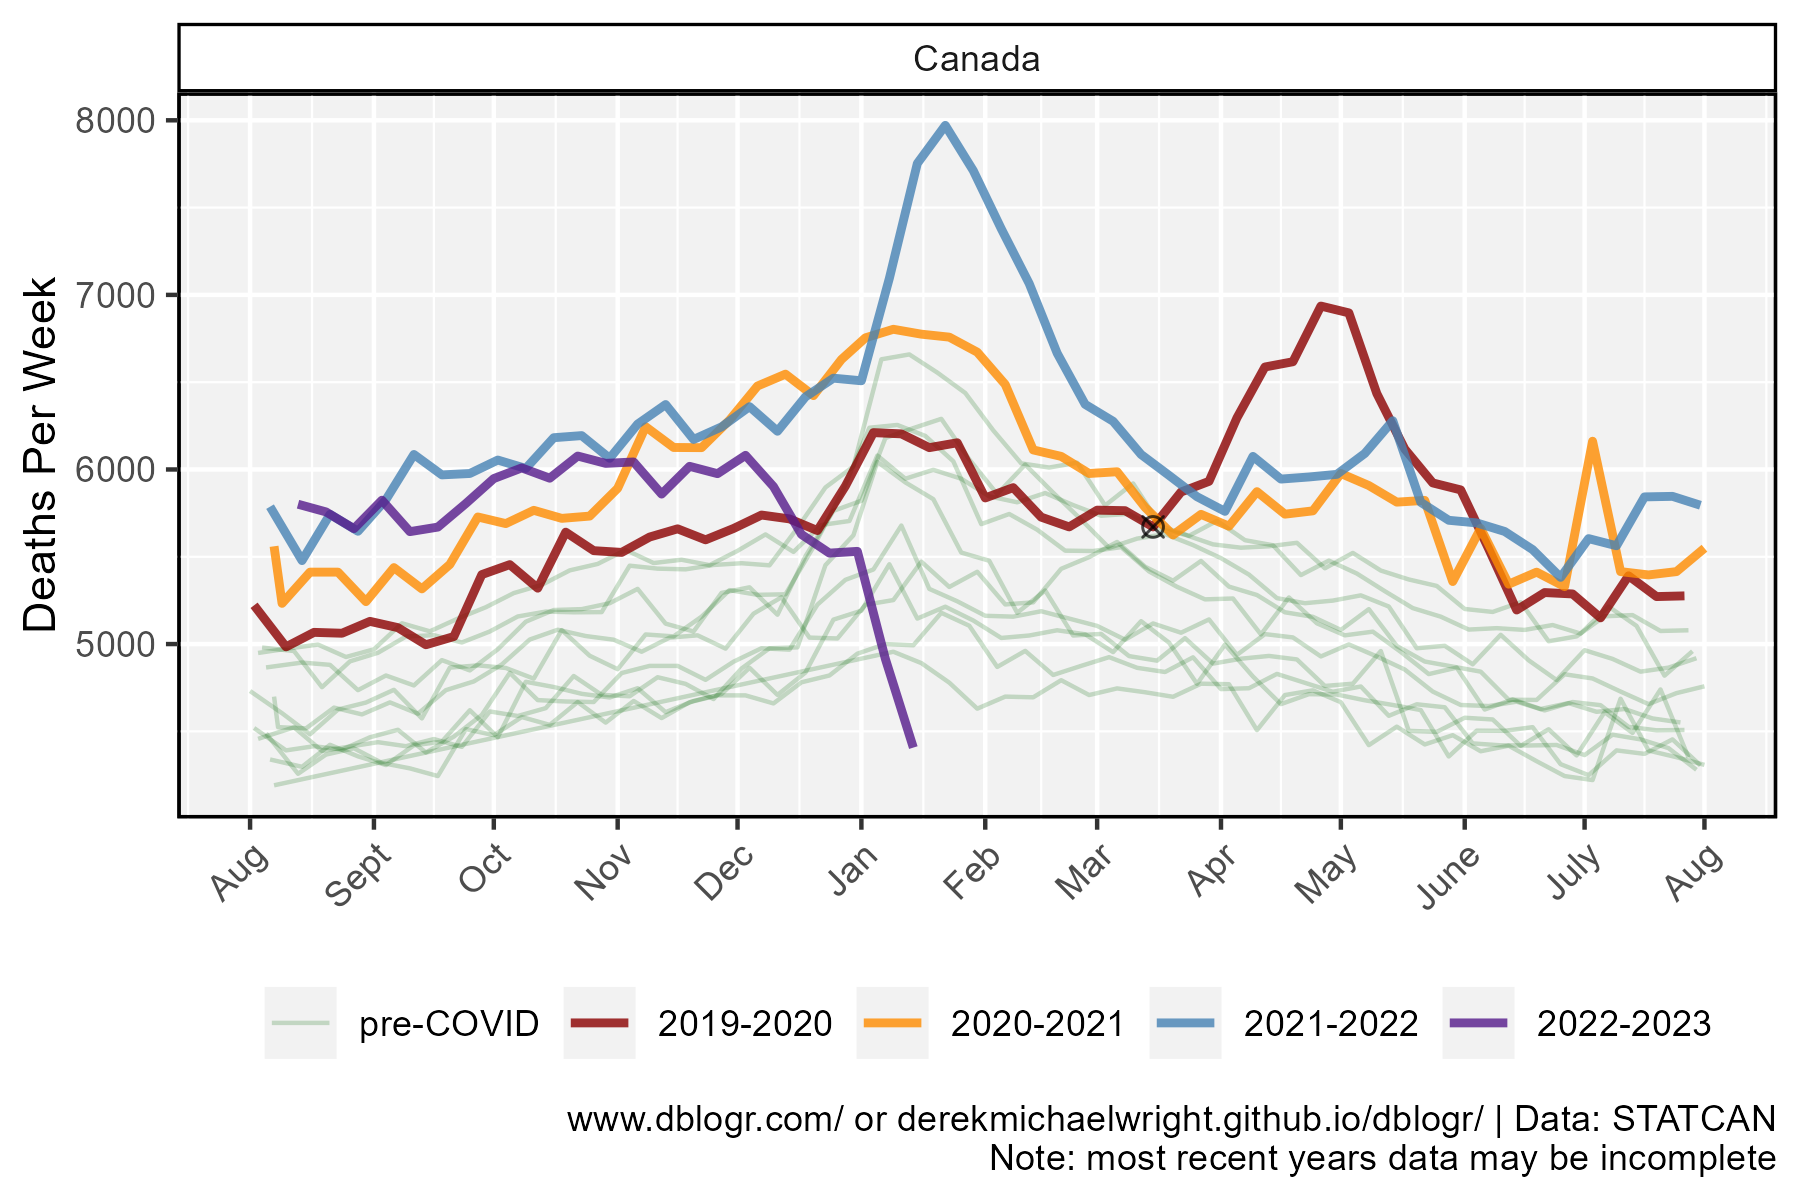 Canada
Deaths Per Week
8000
7000
6000
5000
Aug Sept Oct Nov Dec Jan Feb Mar Apr May June July Aug
pre-COVID 2019-2020 2020-2021 2021-2022 2022-2023
www.dblogr.com/ or derekmichaelwright.github.io/dblogr/ | Data: STATCAN
Note: most recent years data may be incomplete